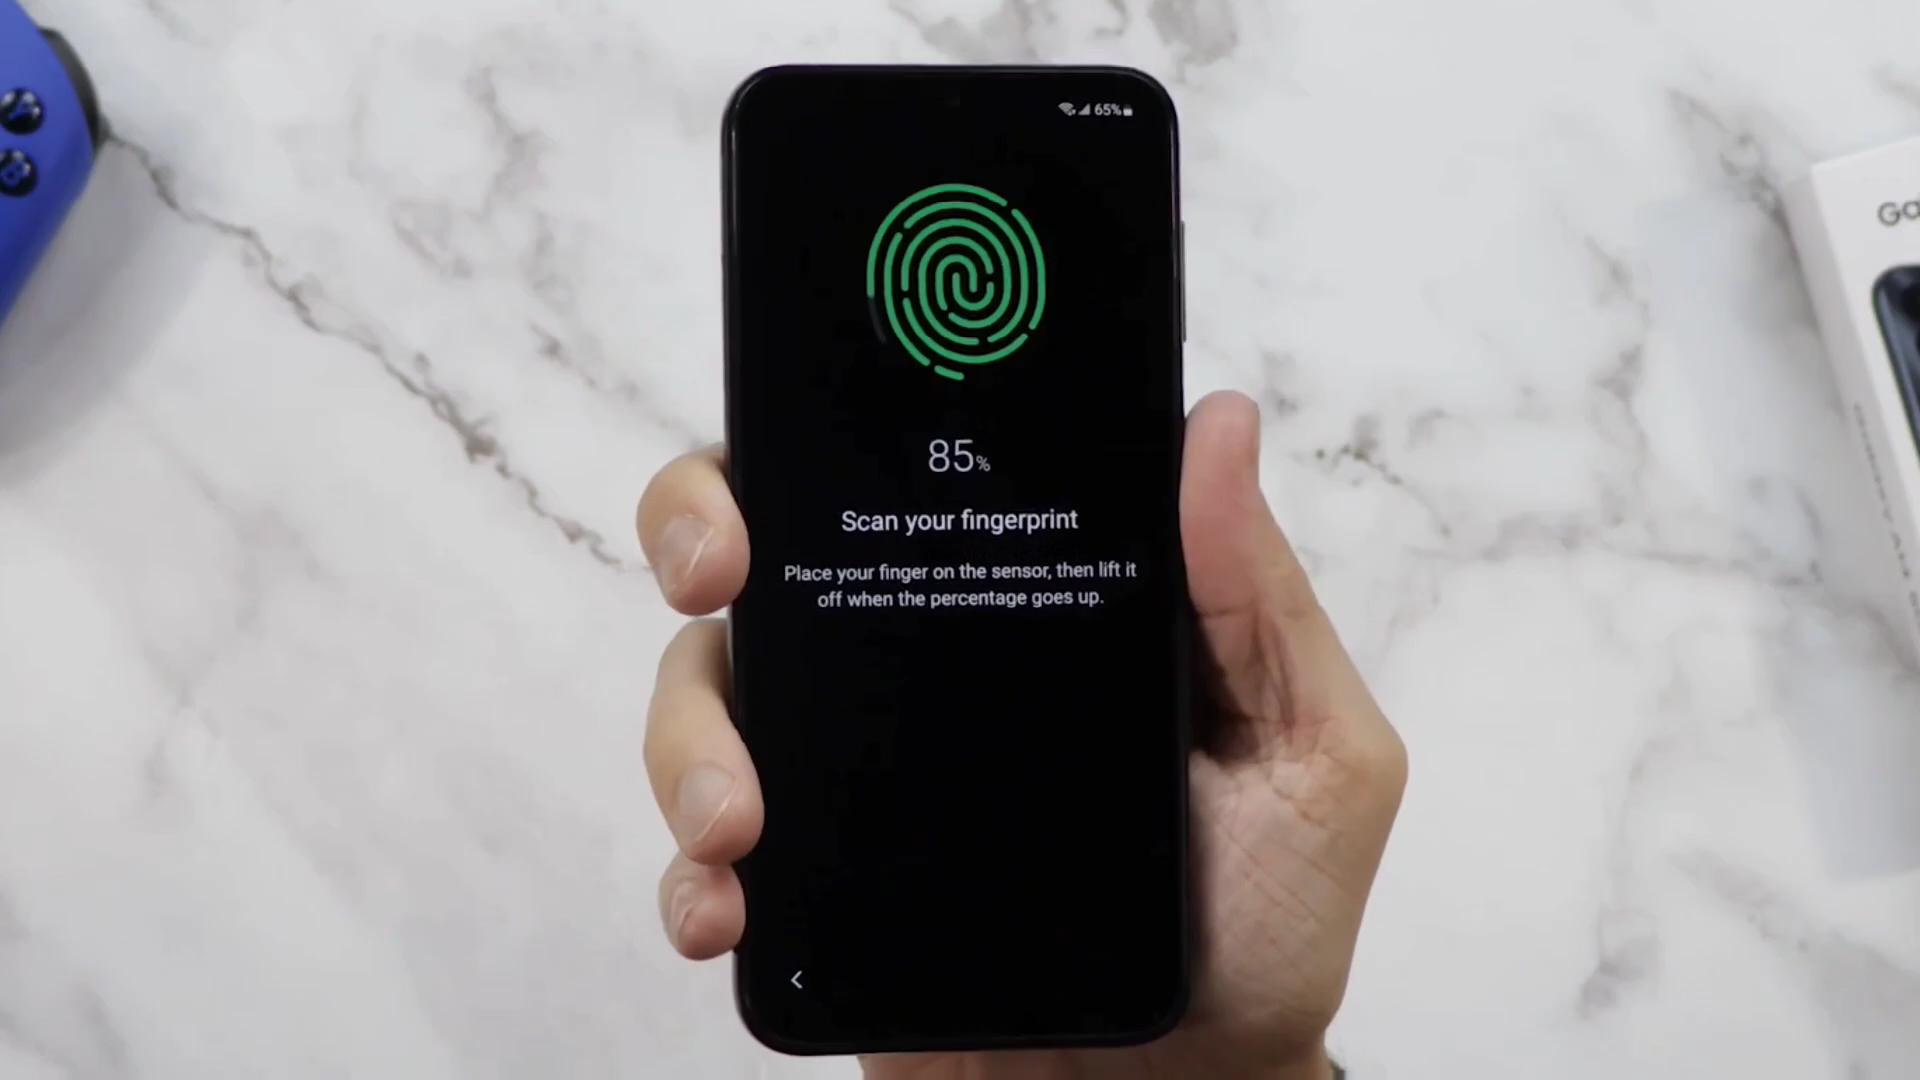 65%
85%
Scan your fingerprint
Place your finger on the sensor, then lift it
off when the percentage goes up.
Y
B
Ga